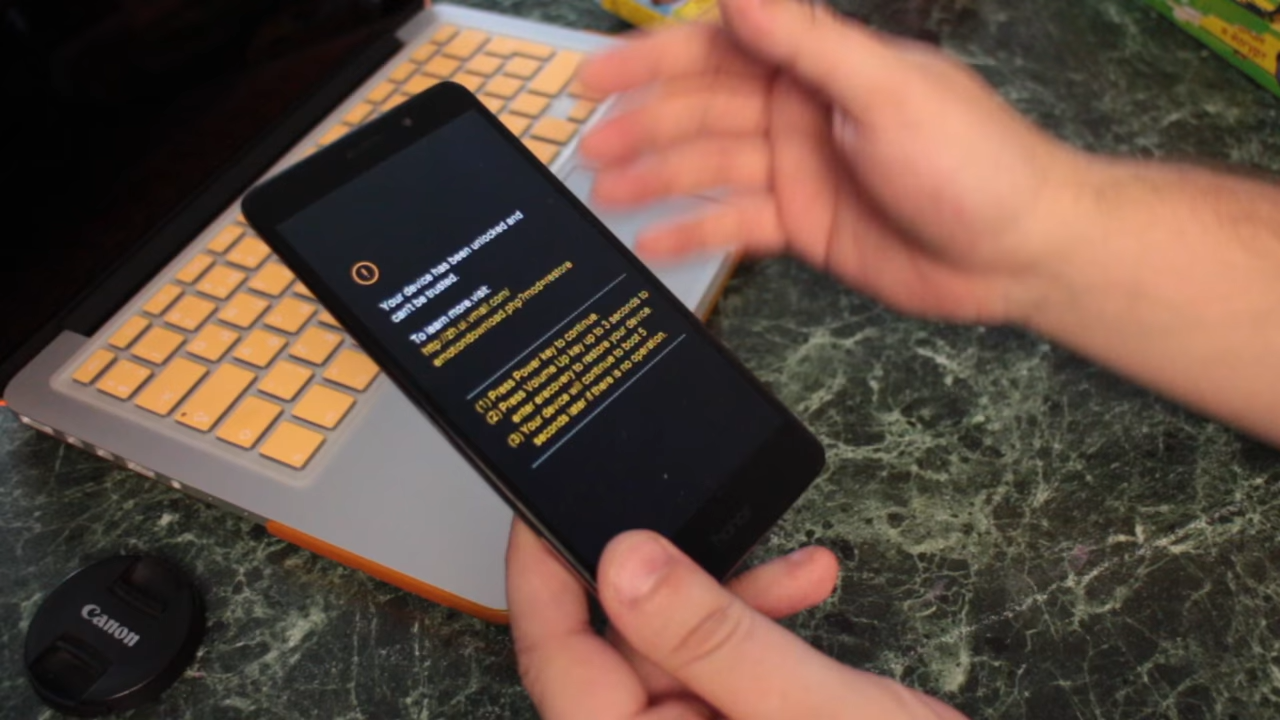 Your device has been unlocked and
can't be trusted.
To learn more,visit:
http://zh.ui.vmall.com/
emotiondownload.php?mod=restore
(1) Press Power key to continue.
(2) Press Volume Up key up to 3 seconds to
enter erecovery to restore your device.
(3) Your device will continue to boot 5
seconds later if there is no operation.
honor
Canon